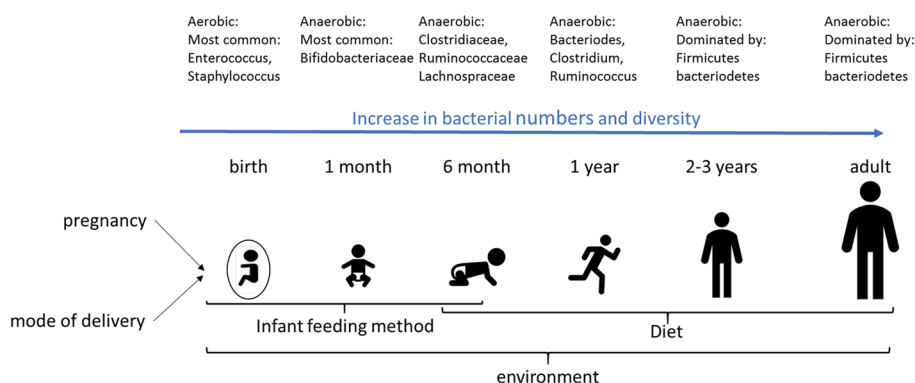 Aerobic:
Most common:
Enterococcus,
Staphylococcus
Anaerobic:
Most common:
Bifidobacteriaceae
Anaerobic:
Clostridiaceae,
Ruminococcaceae
Lachnospraceae
Anaerobic:
Bacteriodes,
Clostridium,
Ruminococcus
Anaerobic:
Dominated by:
Firmicutes
bacteriodetes
Anaerobic:
Dominated by:
Firmicutes
bacteriodetes
Increase in bacterial numbers and diversity
birth
1 month
6 month
1 year
2-3 years
adult
pregnancy
mode of delivery
Infant feeding method
Diet
environment